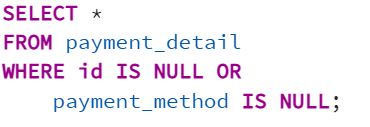 SELECT *
FROM payment_detail
WHERE id IS NULL OR
    payment_method IS NULL;